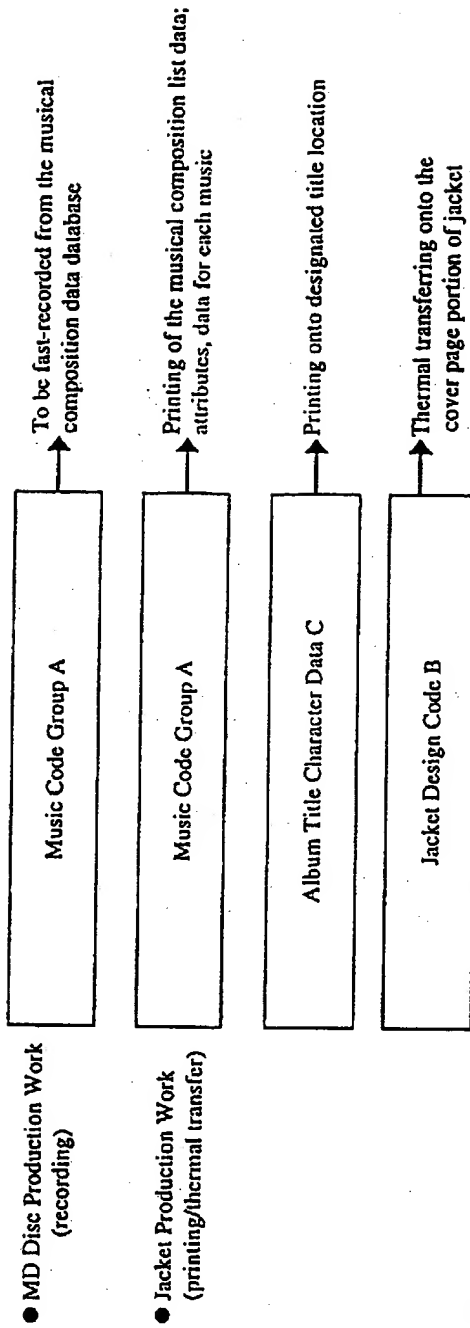 ● MD Disc Production Work
(recording)
Music Code Group A
To be fast-recorded from the musical
composition data database
● Jacket Production Work
(printing/thermal transfer)
Music Code Group A
Printing of the musical composition list data;
attributes, data for each music
Album Title Character Data C
Printing onto designated title location
Jacket Design Code B
Thermal transferring onto the
cover page portion of jacket